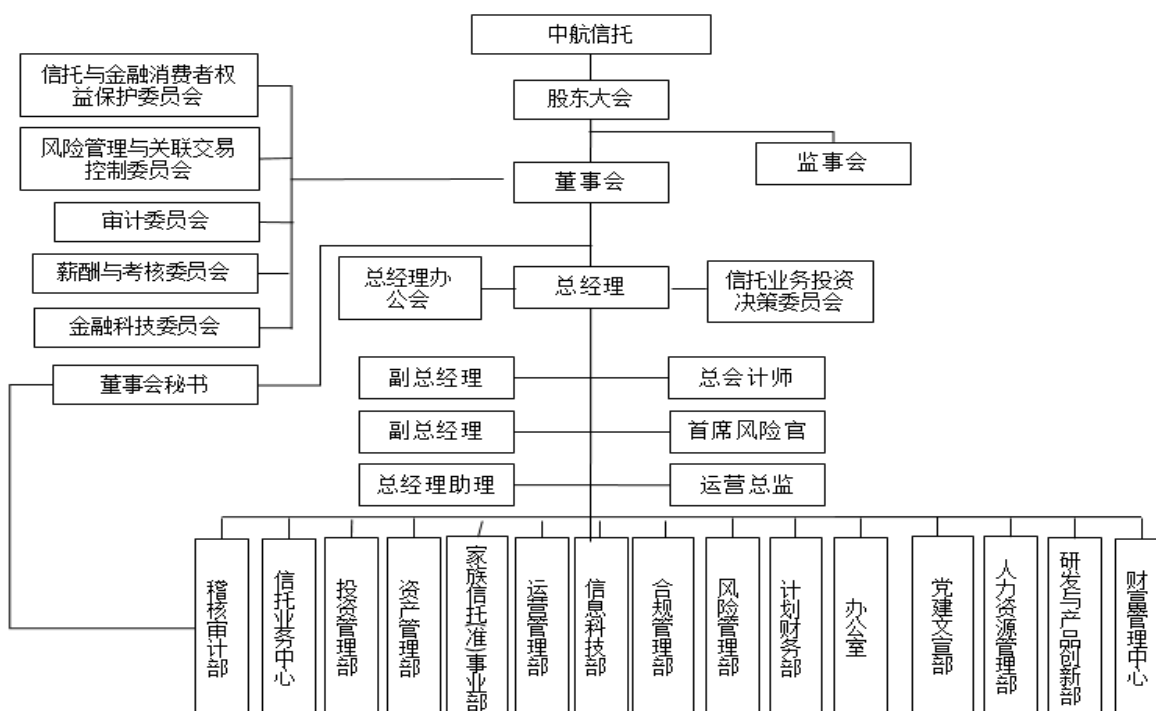 中航信托
股东大会
信托与金融消费者权
益保护委员会
风险管理与关联交易
控制委员会
监事会
董事会
审计委员会
薪酬与考核委员会
总经理办
公会
总经理
信托业务投资
决策委员会
金融科技委员会
董事会秘书
副总经理
总会计师
副总经理
首席风险官
总经理助理
运营总监
稽核审计部
信托业务中心
投资管理部
资产管理部
家族信托(准)事业部
运营管理部
信息科技部
合规管理部
风险管理部
计划财务部
办公室
党建文宣部
人力资源管理部
研发与产品创新部
财富管理中心